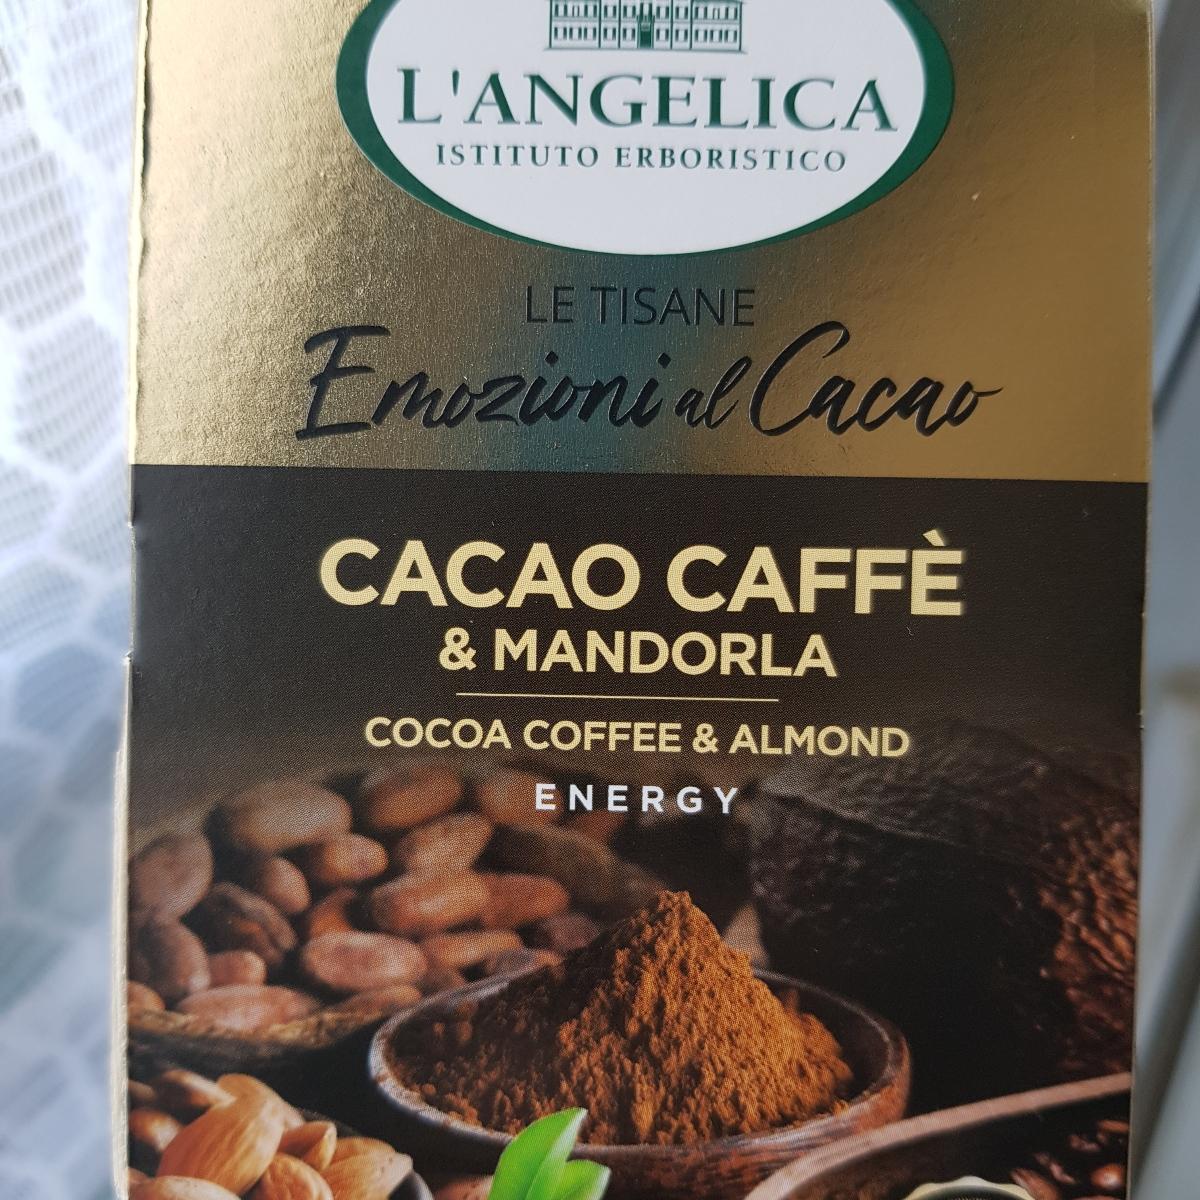 L'ANGELICA
ISTITUTO ERBORISTICO
LE TISANE
Emozioni al Cacao
CACAO CAFFÈ
& MANDORLA
COCOA COFFEE & ALMOND
ENERGY